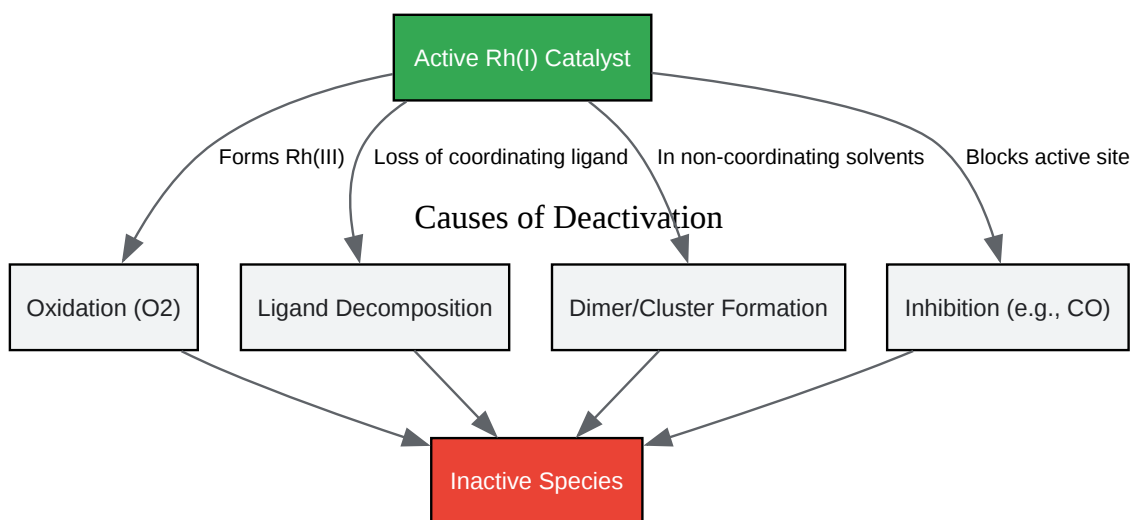 Active Rh(I) Catalyst
Forms Rh(III)
Loss of coordinating ligand
In non-coordinating solvents
Blocks active site
Causes of Deactivation
Oxidation (O2)
Ligand Decomposition
Dimer/Cluster Formation
Inhibition (e.g., CO)
Inactive Species